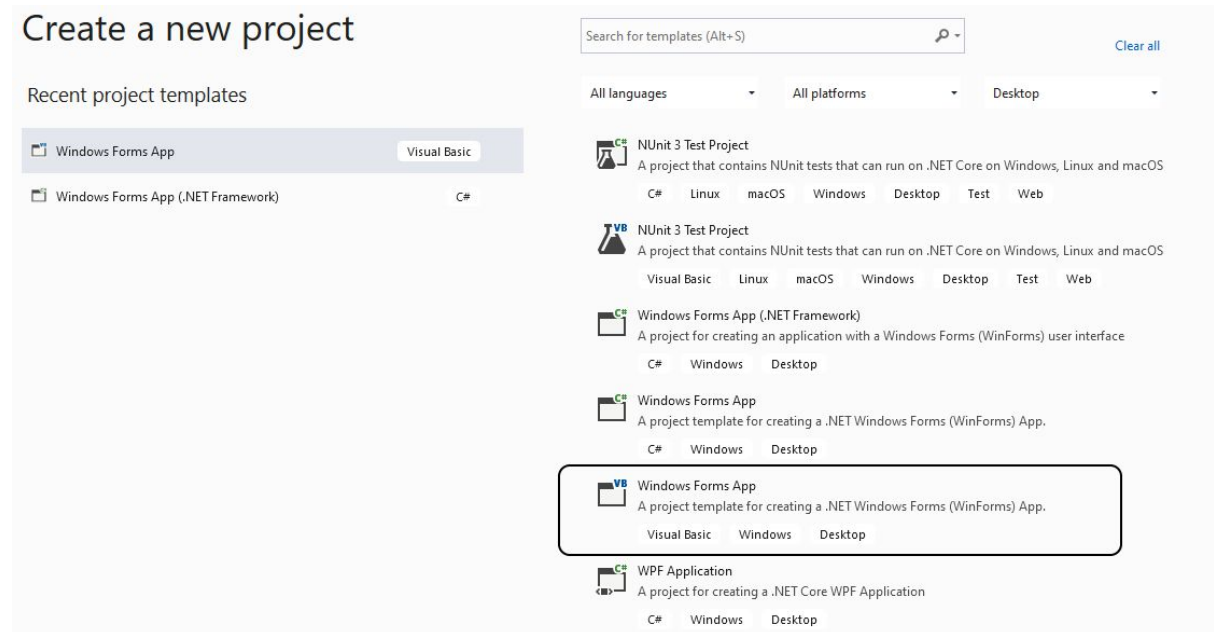 Create a new project
Recent project templates
Windows Forms App Visual Basic
Windows Forms App (.NET Framework) C#
Search for templates (Alt+S)
Clear all
All languages All platforms Desktop
C#
NUnit 3 Test Project
A project that contains NUnit tests that can run on .NET Core on Windows, Linux and macOS
C# Linux macOS Windows Desktop Test Web
VB
NUnit 3 Test Project
A project that contains NUnit tests that can run on .NET Core on Windows, Linux and macOS
Visual Basic Linux macOS Windows Desktop Test Web
C#
Windows Forms App (.NET Framework)
A project for creating an application with a Windows Forms (WinForms) user interface
C# Windows Desktop
C#
Windows Forms App
A project template for creating a .NET Windows Forms (WinForms) App.
C# Windows Desktop
VB
Windows Forms App
A project template for creating a .NET Windows Forms (WinForms) App.
Visual Basic Windows Desktop
C#
WPF Application
A project for creating a .NET Core WPF Application
C# Windows Desktop